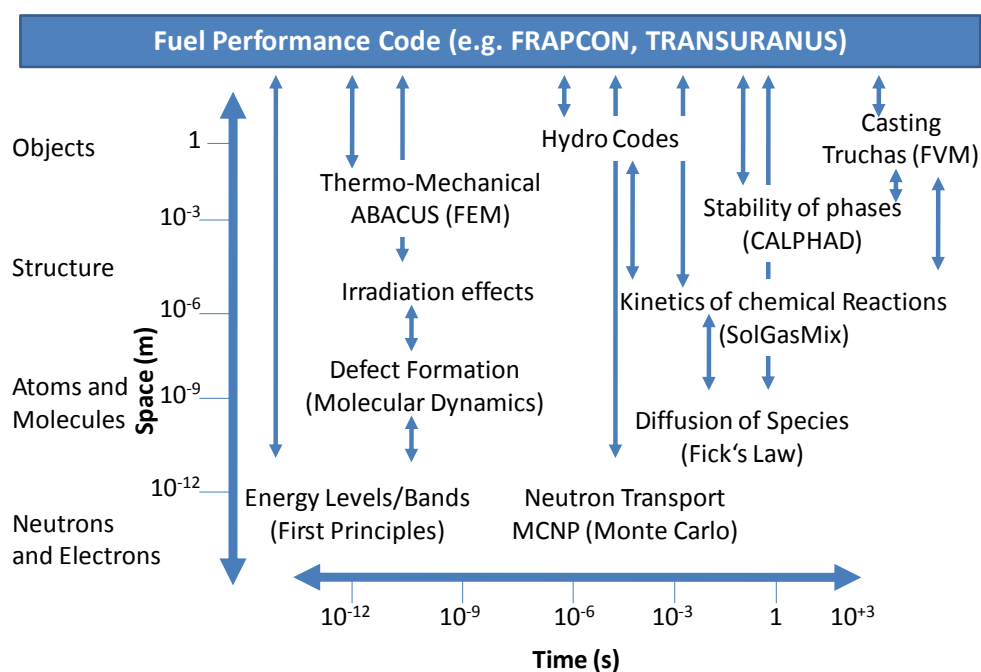 Fuel Performance Code (e.g. FRAPCON, TRANSURANUS)
Objects
Structure
Atoms and
Molecules
Neutrons
and Electrons
Space (m)
1
10-3
10-6
10-9
10-12
Thermo-Mechanical
ABACUS (FEM)
Irradiation effects
Defect Formation
(Molecular Dynamics)
Energy Levels/Bands
(First Principles)
Hydro Codes
Neutron Transport
MCNP (Monte Carlo)
Casting
Truchas (FVM)
Stability of phases
(CALPHAD)
Kinetics of chemical Reactions
(SolGasMix)
Diffusion of Species
(Fick‘s Law)
10-12 10-9 10-6 10-3 1 10+3
Time (s)